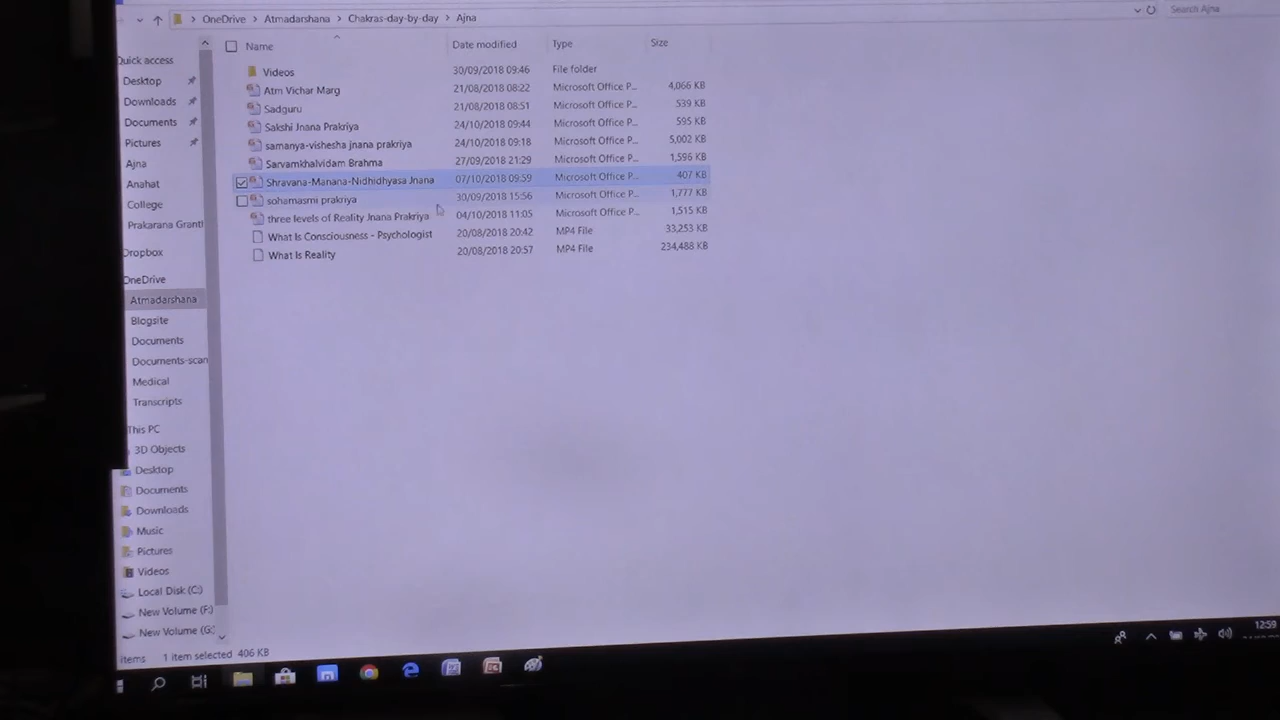 OneDrive > Atmadarshana > Chakras-day-by-day > Ajna
Search Ajna
Name Date modified Type Size
Videos 30/09/2018 09:46 File folder
Atm Vichar Marg 21/08/2018 08:22 Microsoft Office P... 4,066 KB
Sadguru 21/08/2018 08:51 Microsoft Office P... 539 KB
Sakshi Jnana Prakriya 24/10/2018 09:44 Microsoft Office P... 595 KB
samanya-vishesha jnana prakriya 24/10/2018 09:18 Microsoft Office P... 5,002 KB
Sarvamkhalvidam Brahma 27/09/2018 21:29 Microsoft Office P... 1,596 KB
Shravana-Manana-Nidhidhyasa Jnana 07/10/2018 09:59 Microsoft Office P... 407 KB
sohamasmi prakriya 30/09/2018 15:56 Microsoft Office P... 1,777 KB
three levels of Reality Jnana Prakriya 04/10/2018 11:05 Microsoft Office P... 1,515 KB
What Is Consciousness - Psychologist 20/08/2018 20:42 MP4 File 33,253 KB
What Is Reality 20/08/2018 20:57 MP4 File 234,488 KB
Quick access
Desktop
Downloads
Documents
Pictures
Ajna
Anahat
College
Prakarana Granth
Dropbox
OneDrive
Atmadarshana
Blogsite
Documents
Documents-scan
Medical
Transcripts
This PC
3D Objects
Desktop
Documents
Downloads
Music
Pictures
Videos
Local Disk (C:)
New Volume (F:)
New Volume (G:
items 1 item selected 406 KB
12:59